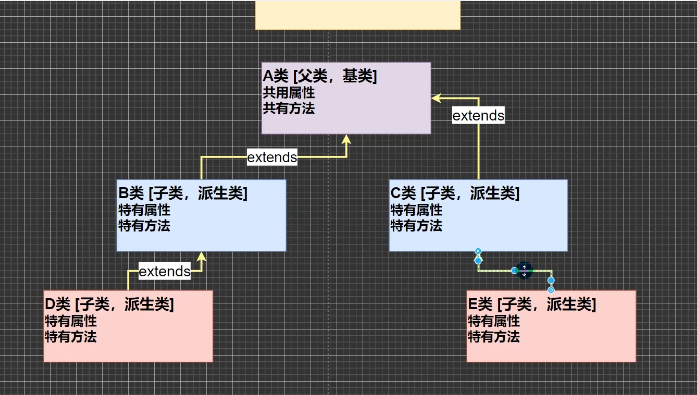 A类 [父类，基类]
共用属性
共有方法
extends
extends
B类 [子类，派生类]
特有属性
特有方法
C类 [子类，派生类]
特有属性
特有方法
extends
D类 [子类，派生类]
特有属性
特有方法
E类 [子类，派生类]
特有属性
特有方法